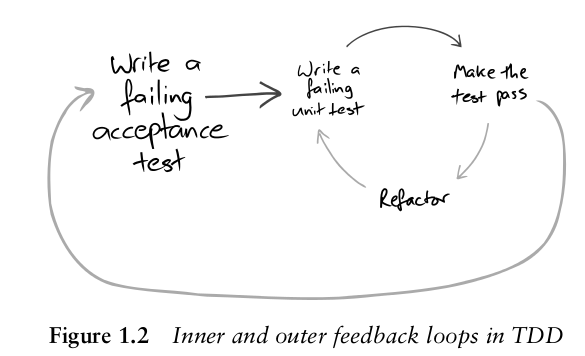 Write a
failing
acceptance
test
Write a
failing
unit test
Make the
test pass
Refactor
Figure 1.2 Inner and outer feedback loops in TDD